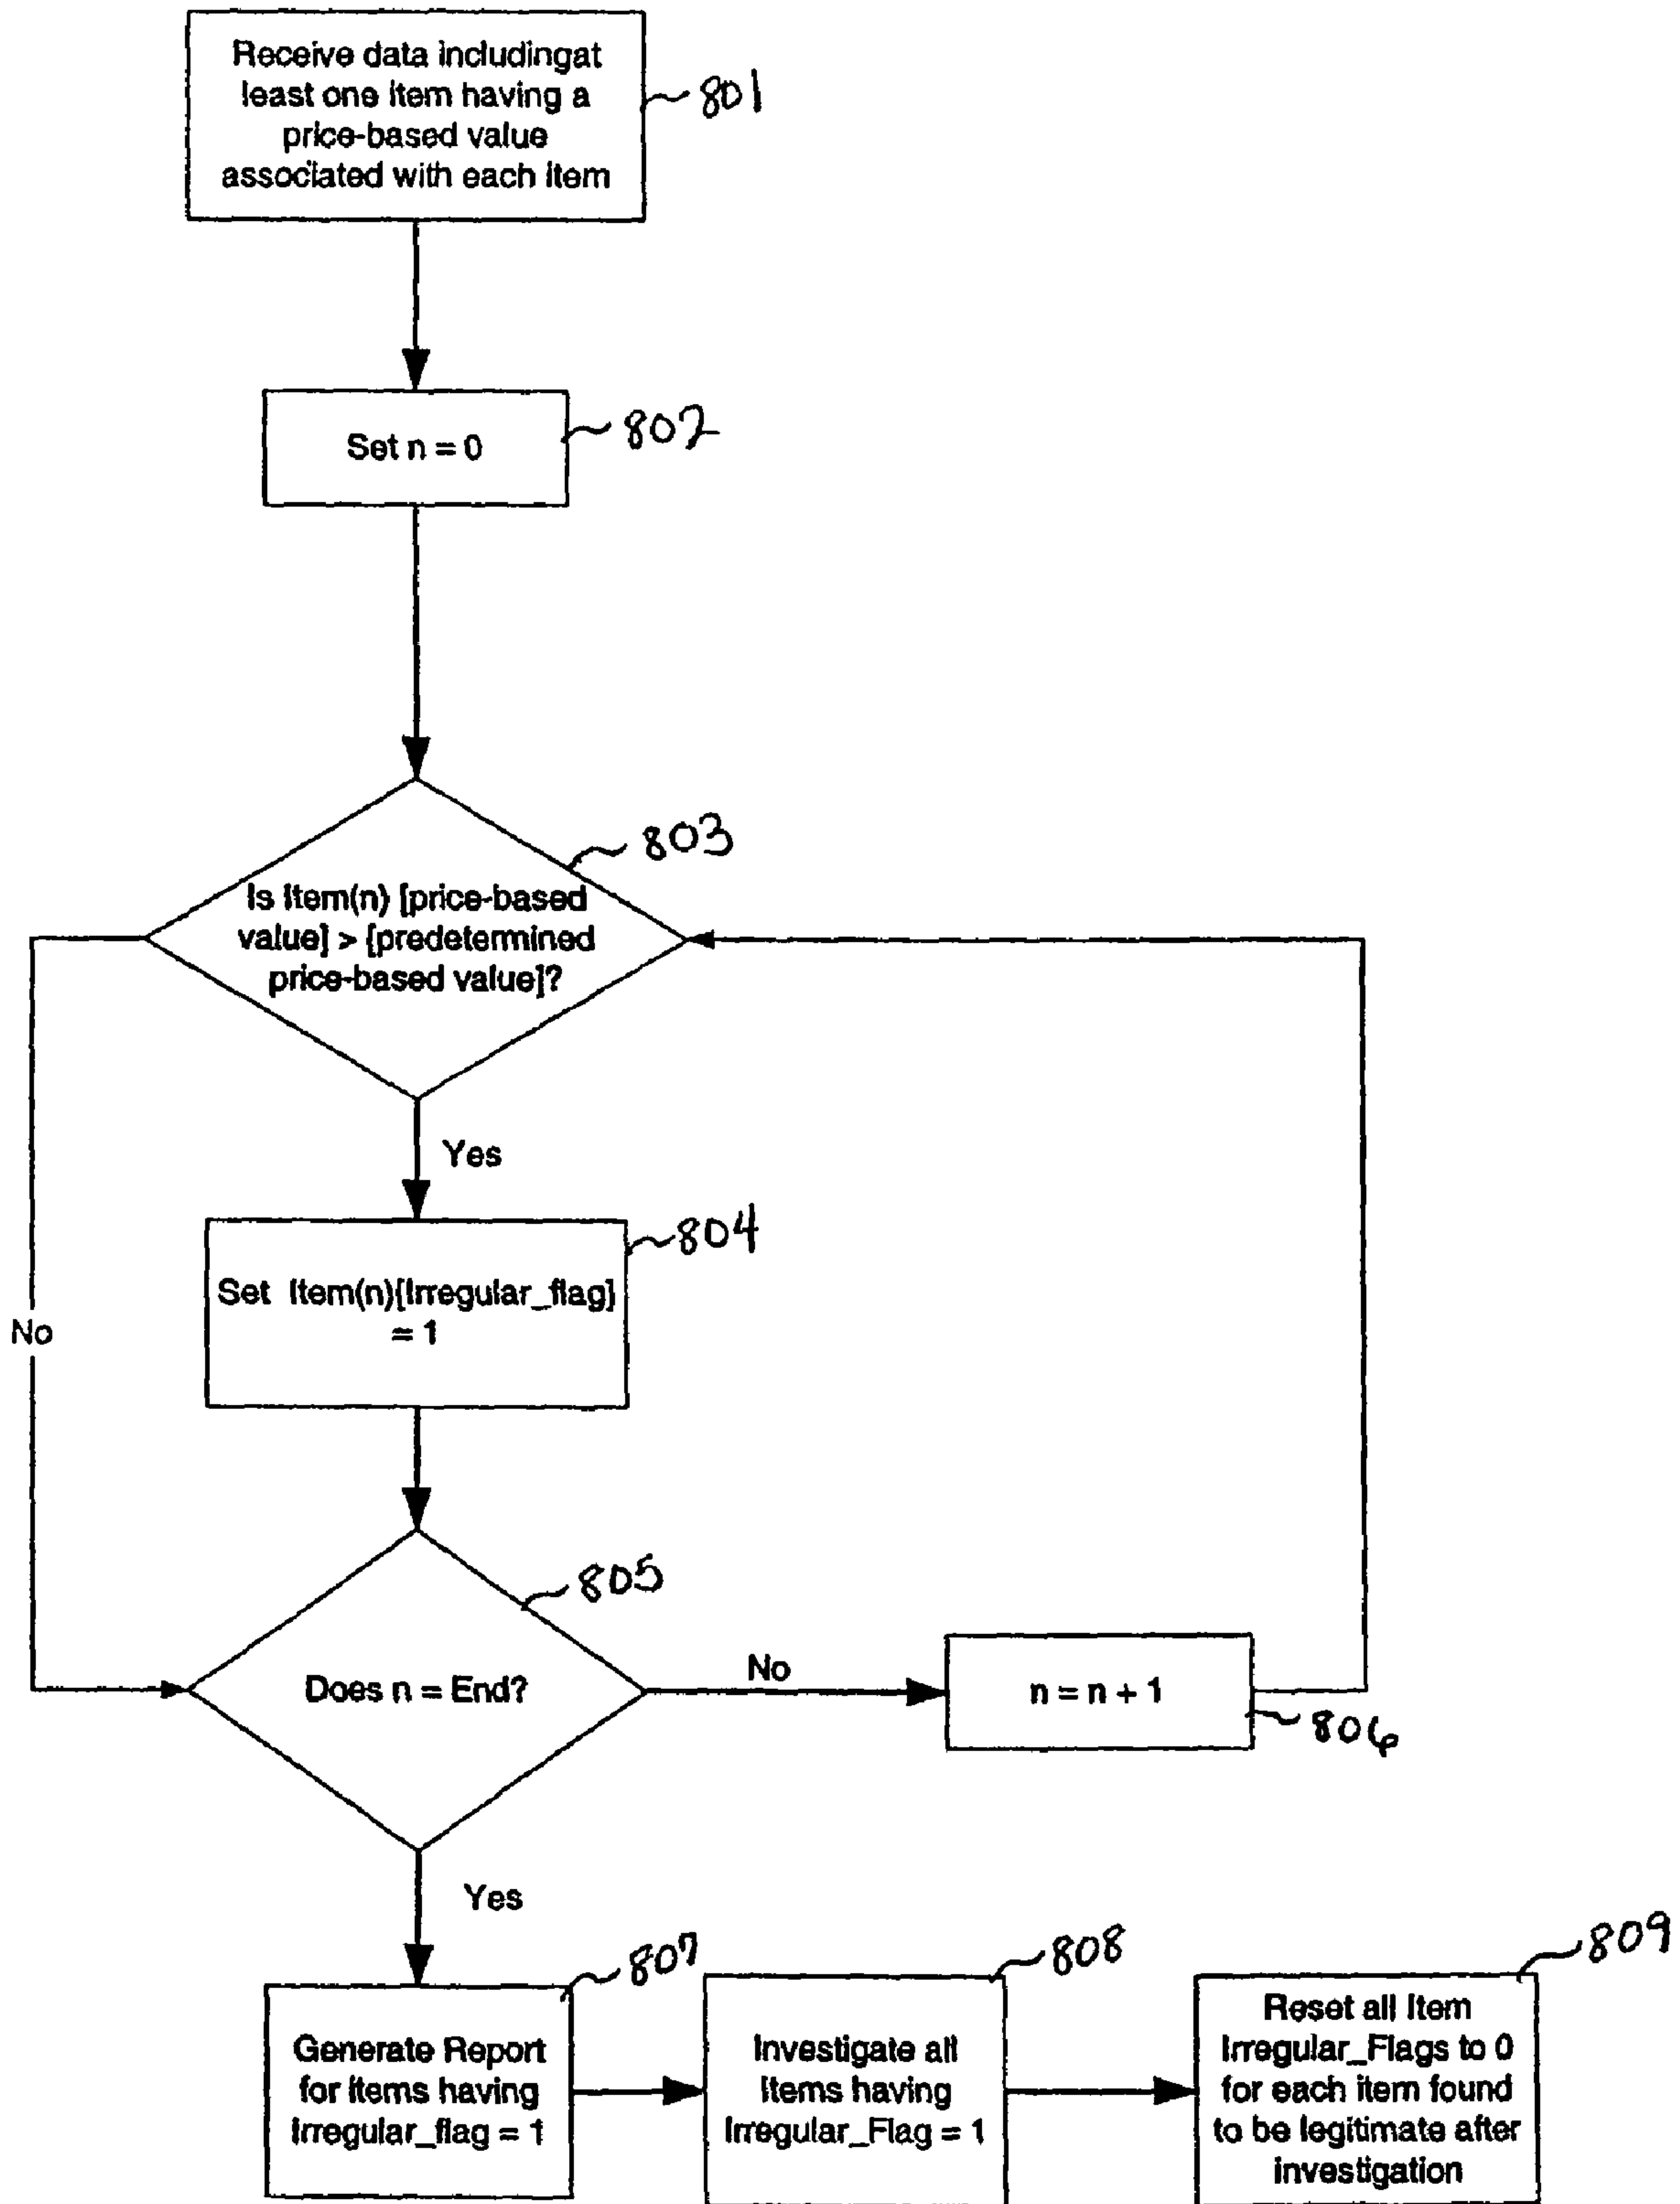 Receive data includingat
least one item having a
price-based value
associated with each item
801
Set n = 0
802
803
Is Item(n) [price-based
value] > [predetermined
price-based value]?
Yes
804
Set Item(n)[Irregular_flag]
= 1
No
805
Does n = End?
No
n = n + 1
806
Yes
807
Generate Report
for items having
Irregular_flag = 1
808
Investigate all
Items having
Irregular_Flag = 1
809
Reset all Item
Irregular_Flags to 0
for each item found
to be legitimate after
investigation